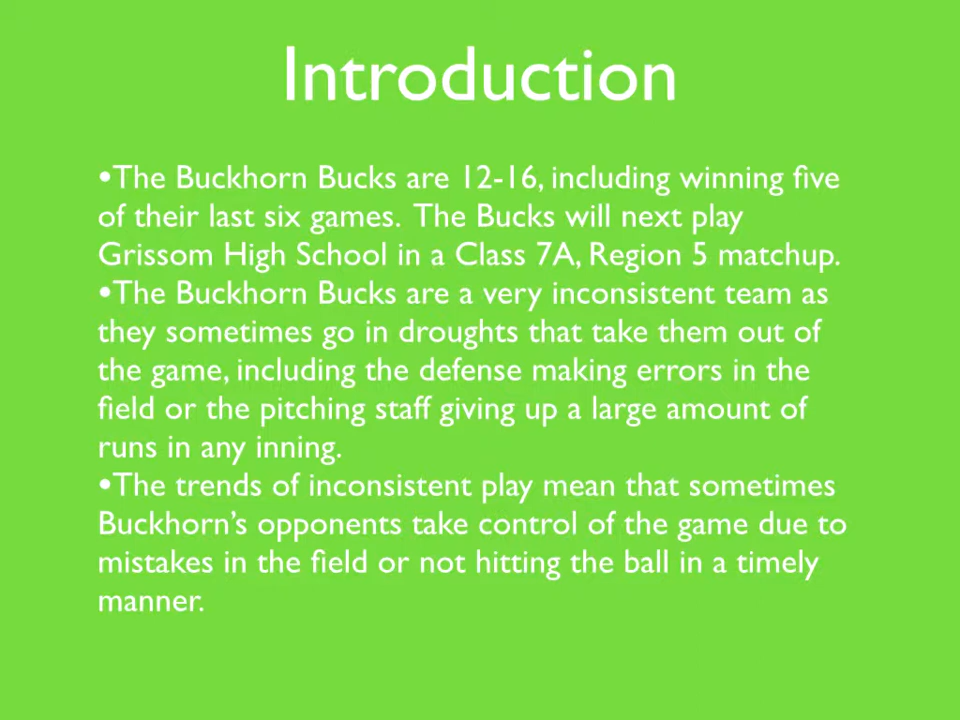 Introduction
•The Buckhorn Bucks are 12-16, including winning five
of their last six games.  The Bucks will next play
Grissom High School in a Class 7A, Region 5 matchup.
•The Buckhorn Bucks are a very inconsistent team as
they sometimes go in droughts that take them out of
the game, including the defense making errors in the
field or the pitching staff giving up a large amount of
runs in any inning.
•The trends of inconsistent play mean that sometimes
Buckhorn’s opponents take control of the game due to
mistakes in the field or not hitting the ball in a timely
manner.